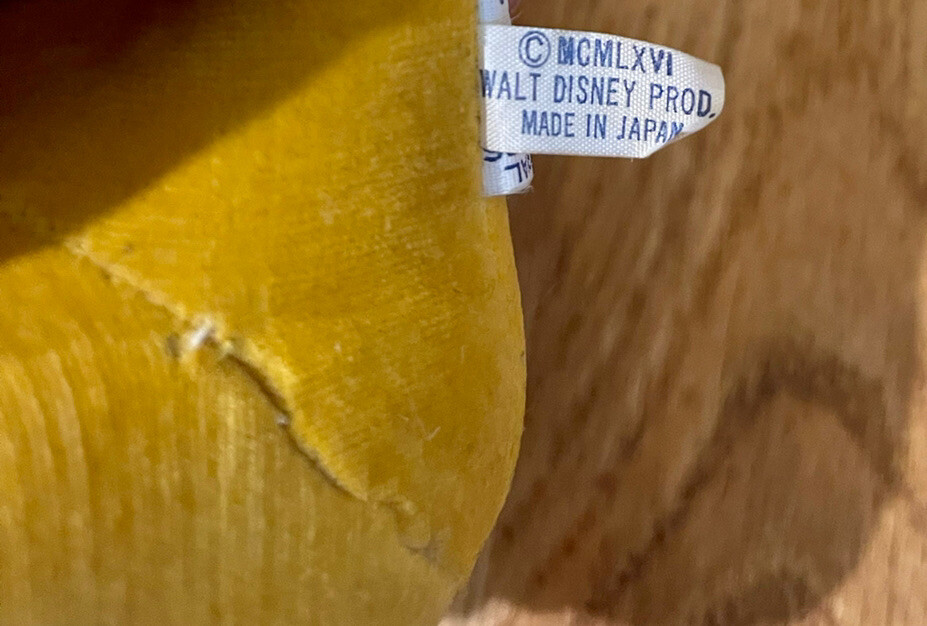 © MCMLXVI
WALT DISNEY PROD.
MADE IN JAPAN